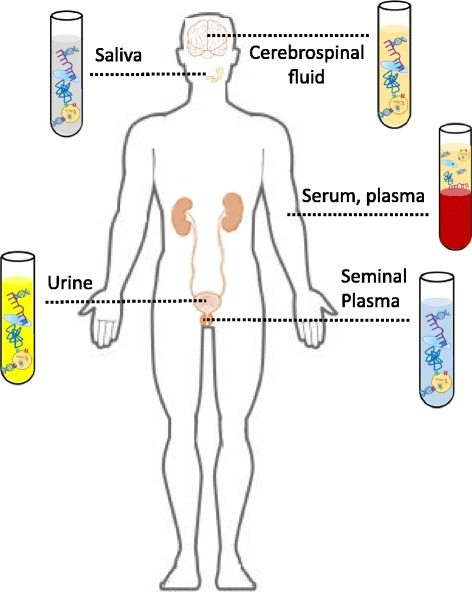 Saliva
Cerebrospinal
fluid
Serum, plasma
Urine
Seminal
Plasma